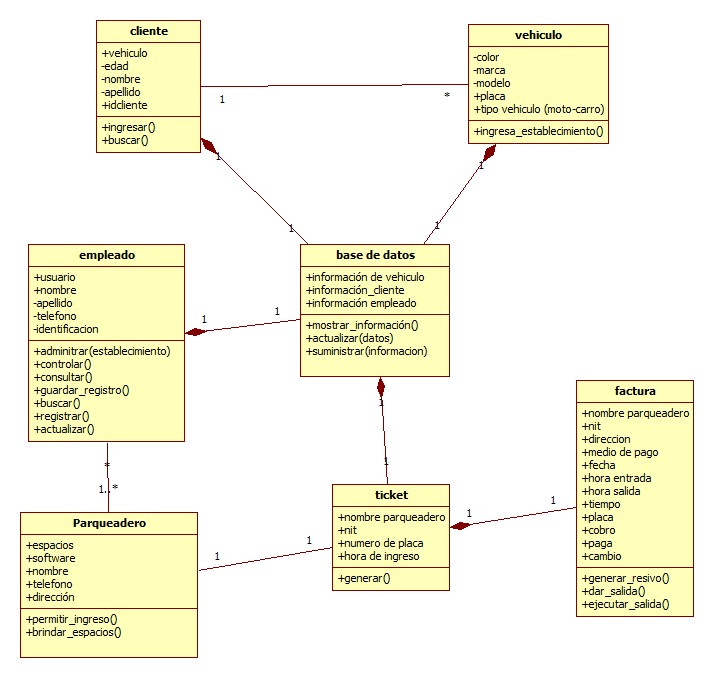 cliente
+vehiculo
-edad
-nombre
-apellido
+idcliente
+ingresar()
+buscar()
vehiculo
-color
-marca
-modelo
+placa
+tipo vehiculo (moto-carro)
+ingresa_establecimiento()
1
*
1
1
1
1
empleado
+usuario
+nombre
-apellido
-telefono
-identificacion
+adminitrar(establecimiento)
+controlar()
+consultar()
+guardar_registro()
+buscar()
+registrar()
+actualizar()
1
1
base de datos
+información de vehiculo
+información_cliente
+información empleado
+mostrar_información()
+actualizar(datos)
+suministrar(informacion)
1
1
factura
+nombre parqueadero
+nit
+direccion
+medio de pago
+fecha
+hora entrada
+hora salida
+tiempo
+placa
+cobro
+paga
+cambio
+generar_resivo()
+dar_salida()
+ejecutar_salida()
*
1..*
Parqueadero
+espacios
+software
+nombre
+telefono
+dirección
+permitir_ingreso()
+brindar_espacios()
1
1
ticket
+nombre parqueadero
+nit
+numero de placa
+hora de ingreso
+generar()
1
1